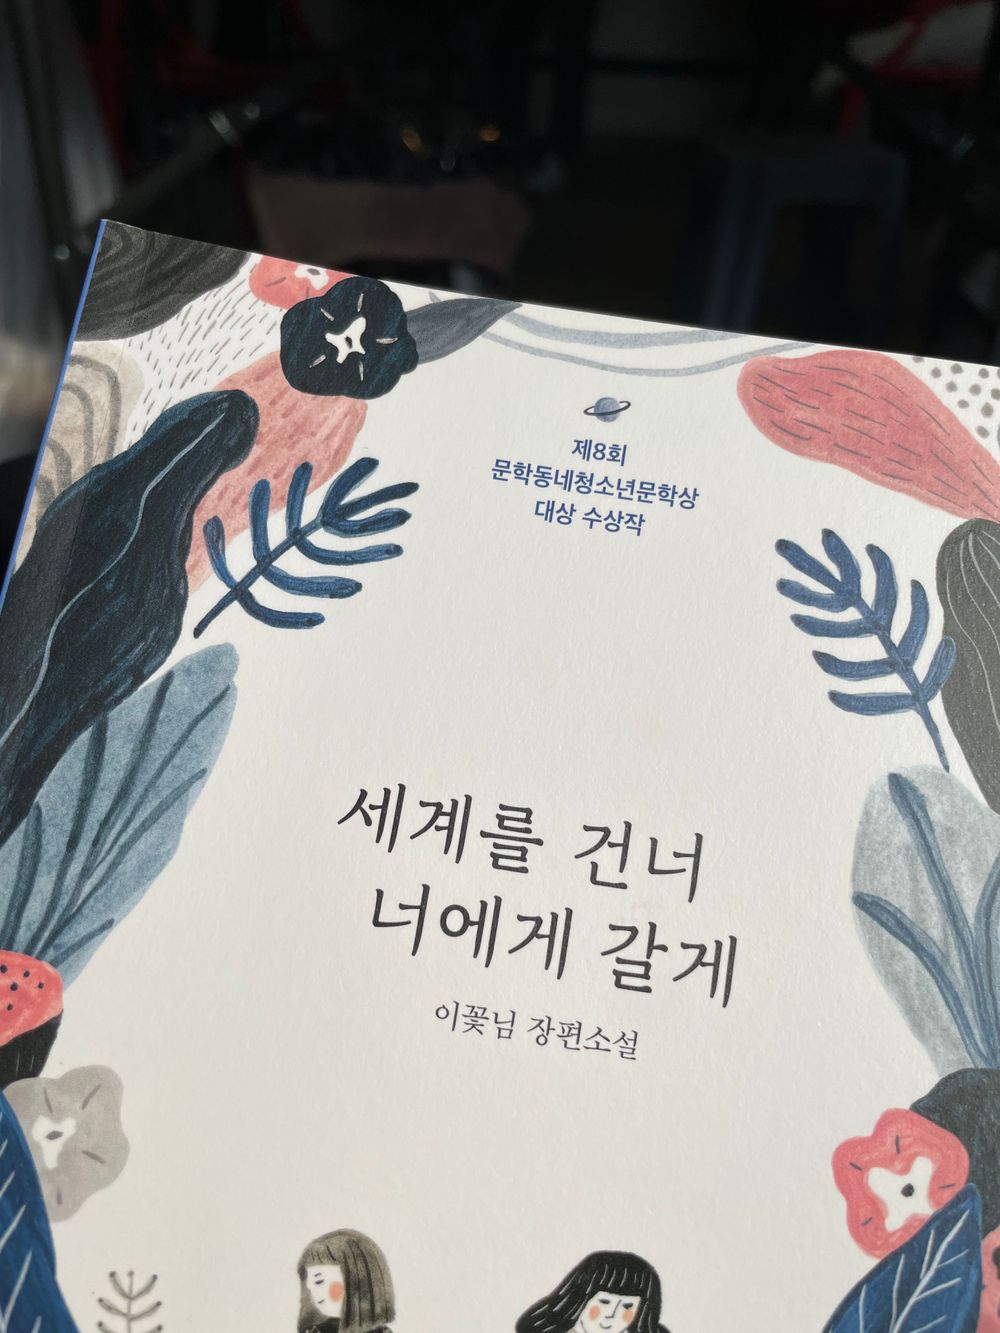 제8회
문학동네청소년문학상
대상 수상작
세계를 건너
너에게 갈게
이꽃님 장편소설